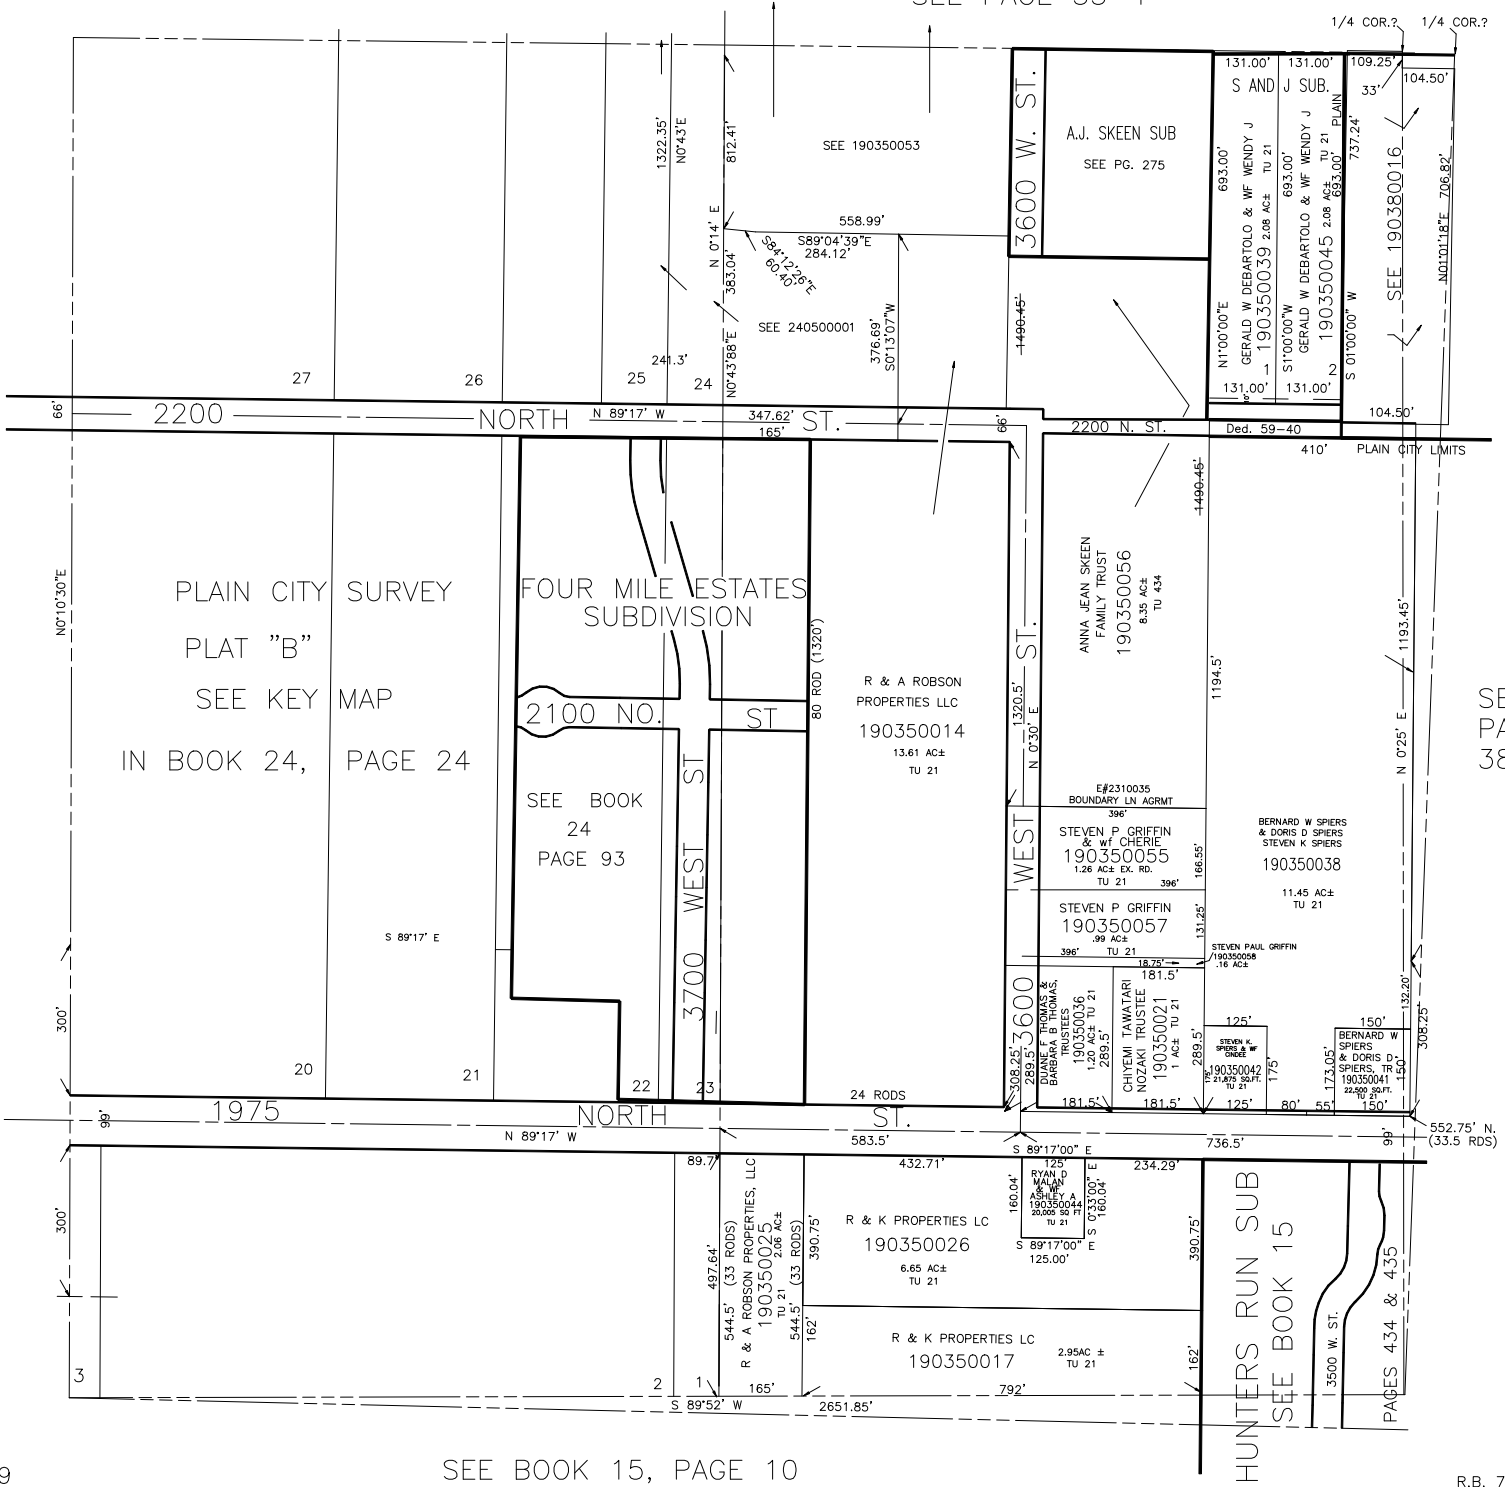 1/4 COR.?
1/4 COR.?
131.00'
131.00'
109.25'
104.50'
33'
S AND J SUB.
A.J. SKEEN SUB
SEE PG. 275
3600 W. ST.
SEE 190350053
1322.35'
N0°43'E
812.41'
N 0°14' E
383.04'
558.99'
S89°04'39"E
284.12'
S84°12'26"E
60.40'
376.69'
S0°13'07"W
SEE 240500001
241.3'
N0°43'88"E
1490.45'
693.00'
N1°00'00"E
GERALD W DEBARTOLO & WF WENDY J
190350039 2.08 AC± TU 21
1
693.00'
S1°00'00"W
GERALD W DEBARTOLO & WF WENDY J
190350045 2.08 AC± TU 21
2
693.00'
PLAIN
737.24'
S 01°00'00" W
SEE 190380016
N01°01'18"E 706.82'
131.00'
131.00'
104.50'
27
26
25
24
66'
2200
NORTH
N 89°17' W
347.62'
165'
ST.
66'
2200 N. ST.
Ded. 59-40
410'
PLAIN CITY LIMITS
1490.45'
N0°10'30"E
PLAIN CITY SURVEY
PLAT "B"
SEE KEY MAP
IN BOOK 24, PAGE 24
FOUR MILE ESTATES
SUBDIVISION
80 ROD (1320')
2100 NO. ST
SEE BOOK
24
PAGE 93
3700 WEST ST
R & A ROBSON
PROPERTIES LLC
190350014
13.61 AC±
TU 21
3600 WEST ST.
1320.5'
N 0°30' E
ANNA JEAN SKEEN
FAMILY TRUST
190350056
8.35 AC±
TU 434
1194.5'
1193.45'
N 0°25' E
E#2310035
BOUNDARY LN AGRMT
396'
STEVEN P GRIFFIN
& wf CHERIE
190350055
1.26 AC± EX. RD.
TU 21
396'
166.55'
STEVEN P GRIFFIN
190350057
.99 AC±
396' TU 21
131.25'
BERNARD W SPIERS
& DORIS D SPIERS
STEVEN K SPIERS
190350038
11.45 AC±
TU 21
STEVEN PAUL GRIFFIN
190350058
.16 AC±
18.75'
181.5'
S 89°17' E
300'
20
21
22
23
308.25'
289.5'
DUANE F THOMAS &
BARBARA B THOMAS,
TRUSTEES
190350036
1.20 AC± TU 21
289.5'
181.5'
CHIYEMI TAWATARI
NOZAKI TRUSTEE
190350021
1 AC± TU 21
289.5'
181.5'
125'
STEVEN K.
SPIERS & WF
CINDEE
190350042
21,875 SQ.FT.
TU 21
175'
125'
80'
55'
173.05'
150'
BERNARD W
SPIERS
& DORIS D
SPIERS, TR
190350041
22,500 SQ.FT.
TU 21
150'
150'
132.20'
308.25'
24 RODS
99'
1975
NORTH
ST.
N 89°17' W
583.5'
736.5'
99'
552.75' N.
(33.5 RDS)
S 89°17'00" E
300'
89.7'
497.64'
544.5' (33 RODS)
R & A ROBSON PROPERTIES, LLC
190350025
TU 21 2.06 AC±
544.5' (33 RODS)
390.75'
162'
432.71'
R & K PROPERTIES LC
190350026
6.65 AC±
TU 21
160.04'
125'
RYAN D
MALAN
& WF
ASHLEY A
190350044
20,005 SQ FT
TU 21
S 0°33'00" E
160.04'
S 89°17'00" E
125.00'
234.29'
390.75'
R & K PROPERTIES LC
190350017
2.95AC ±
TU 21
162'
HUNTERS RUN SUB
SEE BOOK 15
PAGES 434 & 435
3500 W. ST.
3
2
1
165'
792'
S 89°52' W
2651.85'
SEE BOOK 15, PAGE 10
9
R.B. 7